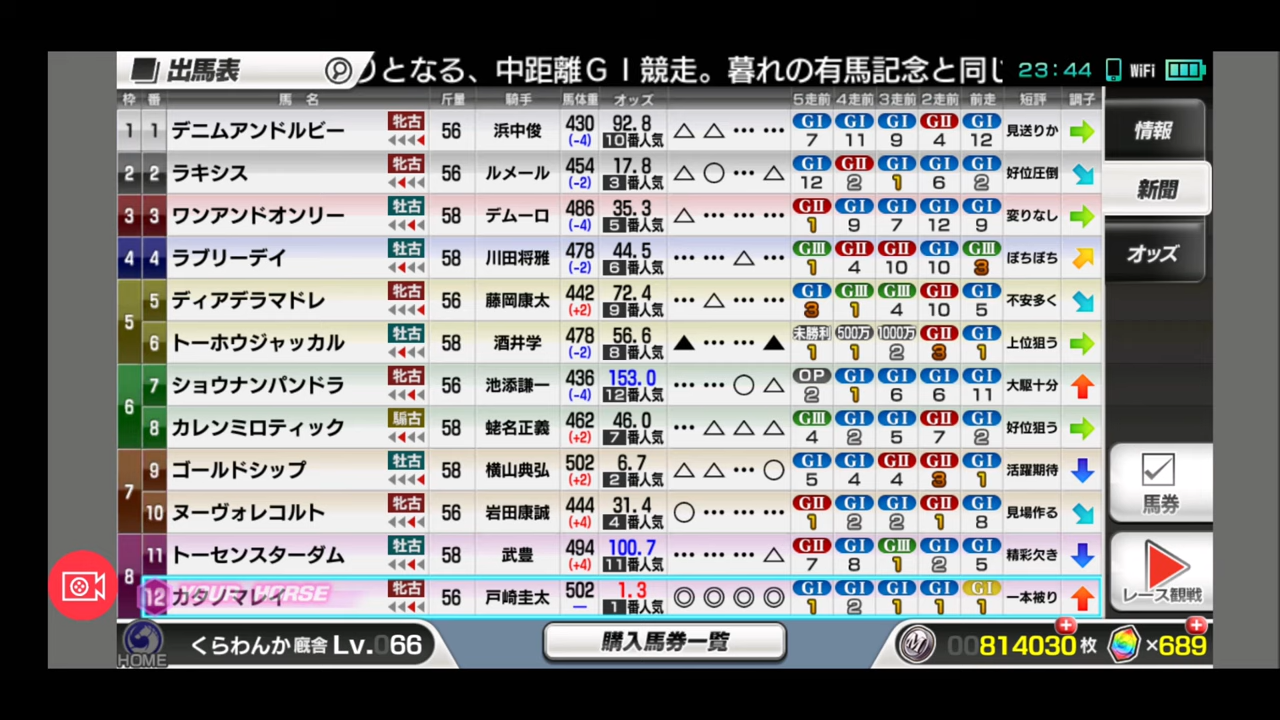 出馬表 りとなる、中距離ＧⅠ競走。暮れの有馬記念と同じ 23:44 WiFi
枠 番 馬 名 斤量 騎手 馬体重 オッズ 5走前 4走前 3走前 2走前 前走 短評 調子
1 1 デニムアンドルビー 牝古 56 浜中俊 430 (-4) 92.8 10番人気 △ △ … … GⅠ 7 GⅠ 11 GⅠ 9 GⅡ 4 GⅠ 12 見送りか
2 2 ラキシス 牝古 56 ルメール 454 (-2) 17.8 3番人気 △ ○ … △ GⅠ 12 GⅡ 2 GⅠ 1 GⅠ 6 GⅠ 2 好位圧倒
3 3 ワンアンドオンリー 牡古 58 デムーロ 486 (-4) 35.3 5番人気 △ … … … GⅡ 1 GⅠ 9 GⅠ 7 GⅠ 12 GⅠ 9 変りなし
4 4 ラブリーデイ 牡古 58 川田将雅 478 (-2) 44.5 6番人気 … … △ … GⅢ 1 GⅡ 4 GⅡ 10 GⅠ 10 GⅢ 3 ぼちぼち
5 5 ディアデラマドレ 牝古 56 藤岡康太 442 (+2) 72.4 9番人気 … △ … … GⅠ 3 GⅢ 1 GⅢ 4 GⅡ 10 GⅠ 5 不安多く
6 トーホウジャッカル 牡古 58 酒井学 478 (-2) 56.6 8番人気 ▲ … … ▲ 未勝利 1 500万 1 1000万 2 GⅡ 3 GⅠ 1 上位狙う
6 7 ショウナンパンドラ 牝古 56 池添謙一 436 (-4) 153.0 12番人気 … … ○ △ OP 2 GⅠ 1 GⅠ 6 GⅠ 6 GⅠ 11 大駆十分
8 カレンミロティック 騸古 58 蛯名正義 462 (+2) 46.0 7番人気 … △ △ △ GⅢ 4 GⅠ 2 GⅠ 5 GⅡ 7 GⅠ 2 好位狙う
7 9 ゴールドシップ 牡古 58 横山典弘 502 (+2) 6.7 2番人気 △ △ … ○ GⅠ 5 GⅠ 4 GⅡ 4 GⅡ 3 GⅠ 1 活躍期待
10 ヌーヴォレコルト 牝古 56 岩田康誠 444 (+4) 31.4 4番人気 ○ … … … GⅡ 1 GⅠ 2 GⅠ 2 GⅡ 1 GⅠ 8 見場作る
8 11 トーセンスターダム 牡古 58 武豊 494 (+4) 100.7 11番人気 … … … △ GⅡ 7 GⅠ 8 GⅢ 1 GⅠ 2 GⅠ 5 精彩欠き
12 カタノマレイ YOUR HORSE 牝古 56 戸崎圭太 502 ― 1.3 1番人気 ◎ ◎ ◎ ◎ GⅠ 1 GⅠ 2 GⅠ 1 GⅠ 1 GⅠ 1 一本被り
情報
新聞
オッズ
馬券
レース観戦
HOME くらわんか厩舎 Lv.066 購入馬券一覧 M 00814030枚 ×689